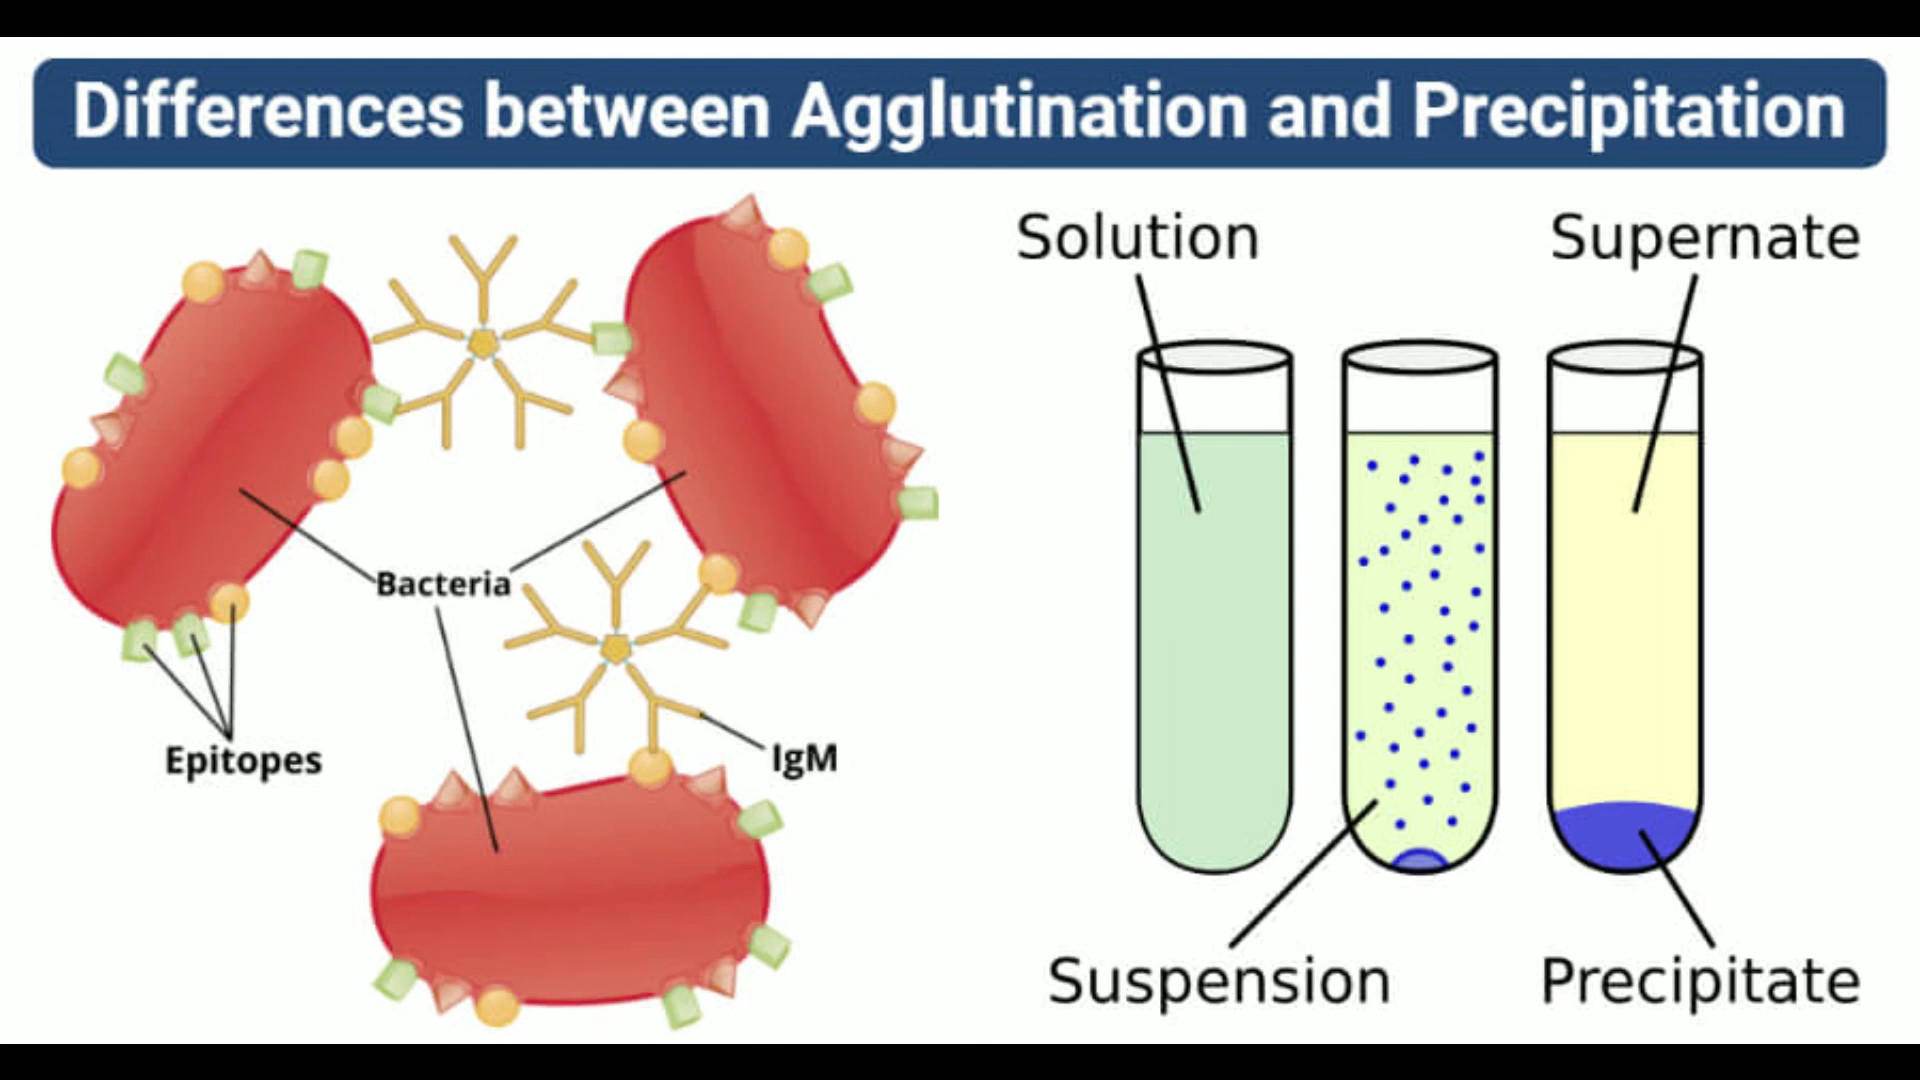 Differences between Agglutination and Precipitation
Solution
Supernate
Bacteria
Epitopes
IgM
Suspension
Precipitate